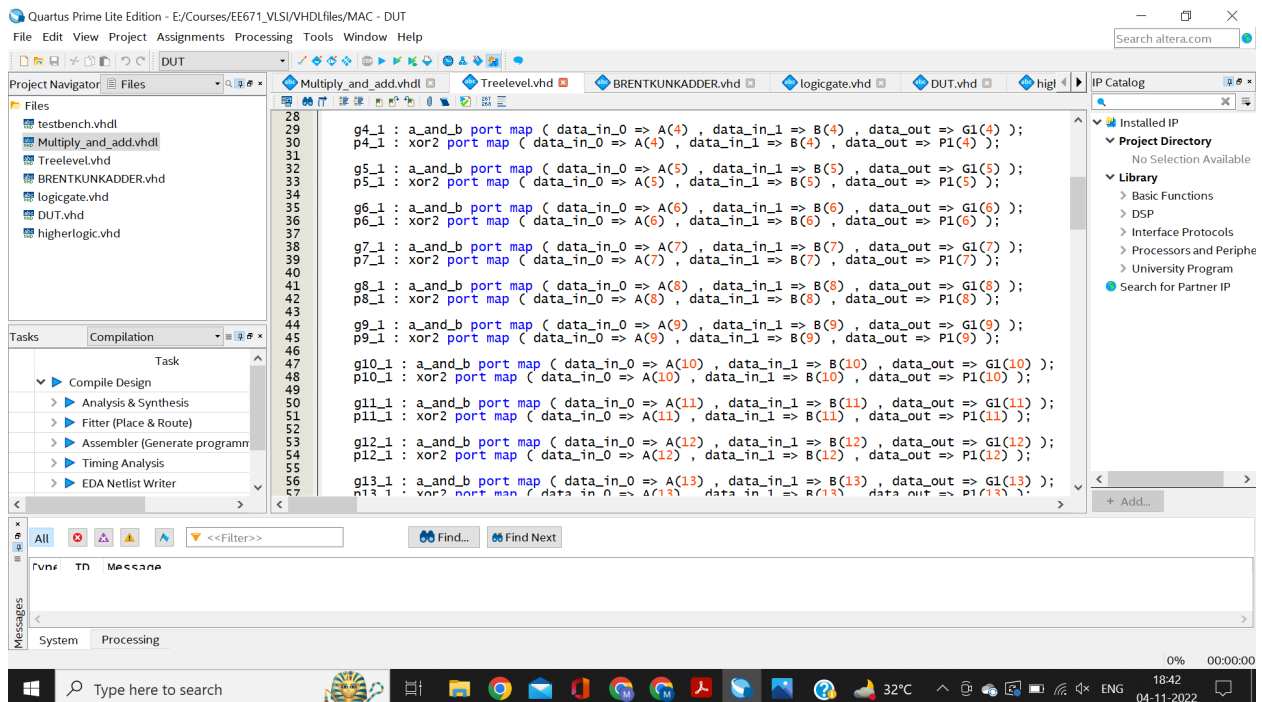 Quartus Prime Lite Edition - E:/Courses/EE671_VLSI/VHDLfiles/MAC - DUT
File Edit View Project Assignments Processing Tools Window Help
Search altera.com
DUT
Project Navigator Files
Files
testbench.vhdl
Multiply_and_add.vhdl
Treelevel.vhd
BRENTKUNKADDER.vhd
logicgate.vhd
DUT.vhd
higherlogic.vhd
Tasks Compilation
Task
Compile Design
Analysis & Synthesis
Fitter (Place & Route)
Assembler (Generate programm
Timing Analysis
EDA Netlist Writer
Multiply_and_add.vhdl Treelevel.vhd BRENTKUNKADDER.vhd logicgate.vhd DUT.vhd higl
267
268
28
29 g4_1 : a_and_b port map ( data_in_0 => A(4) , data_in_1 => B(4) , data_out => G1(4) );
30 p4_1 : xor2 port map ( data_in_0 => A(4) , data_in_1 => B(4) , data_out => P1(4) );
31
32 g5_1 : a_and_b port map ( data_in_0 => A(5) , data_in_1 => B(5) , data_out => G1(5) );
33 p5_1 : xor2 port map ( data_in_0 => A(5) , data_in_1 => B(5) , data_out => P1(5) );
34
35 g6_1 : a_and_b port map ( data_in_0 => A(6) , data_in_1 => B(6) , data_out => G1(6) );
36 p6_1 : xor2 port map ( data_in_0 => A(6) , data_in_1 => B(6) , data_out => P1(6) );
37
38 g7_1 : a_and_b port map ( data_in_0 => A(7) , data_in_1 => B(7) , data_out => G1(7) );
39 p7_1 : xor2 port map ( data_in_0 => A(7) , data_in_1 => B(7) , data_out => P1(7) );
40
41 g8_1 : a_and_b port map ( data_in_0 => A(8) , data_in_1 => B(8) , data_out => G1(8) );
42 p8_1 : xor2 port map ( data_in_0 => A(8) , data_in_1 => B(8) , data_out => P1(8) );
43
44 g9_1 : a_and_b port map ( data_in_0 => A(9) , data_in_1 => B(9) , data_out => G1(9) );
45 p9_1 : xor2 port map ( data_in_0 => A(9) , data_in_1 => B(9) , data_out => P1(9) );
46
47 g10_1 : a_and_b port map ( data_in_0 => A(10) , data_in_1 => B(10) , data_out => G1(10) );
48 p10_1 : xor2 port map ( data_in_0 => A(10) , data_in_1 => B(10) , data_out => P1(10) );
49
50 g11_1 : a_and_b port map ( data_in_0 => A(11) , data_in_1 => B(11) , data_out => G1(11) );
51 p11_1 : xor2 port map ( data_in_0 => A(11) , data_in_1 => B(11) , data_out => P1(11) );
52
53 g12_1 : a_and_b port map ( data_in_0 => A(12) , data_in_1 => B(12) , data_out => G1(12) );
54 p12_1 : xor2 port map ( data_in_0 => A(12) , data_in_1 => B(12) , data_out => P1(12) );
55
56 g13_1 : a_and_b port map ( data_in_0 => A(13) , data_in_1 => B(13) , data_out => G1(13) );
57 p13_1 : xor2 port map ( data_in_0 => A(13) , data_in_1 => B(13) , data_out => P1(13) );
IP Catalog
Installed IP
Project Directory
No Selection Available
Library
Basic Functions
DSP
Interface Protocols
Processors and Periphe
University Program
Search for Partner IP
+ Add...
All <<Filter>> Find... Find Next
Type ID Message
Messages
System Processing
0% 00:00:00
Type here to search
32°C ENG 18:42
04-11-2022